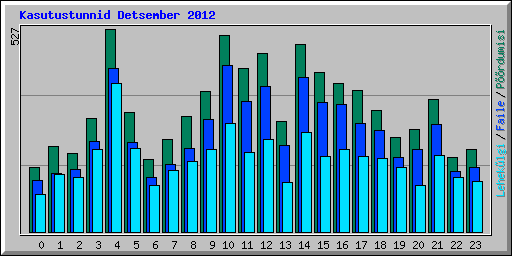 Kasutustunnid Detsember 2012
527
Lehekülgi / Faile / Pöördumisi
0 1 2 3 4 5 6 7 8 9 10 11 12 13 14 15 16 17 18 19 20 21 22 23